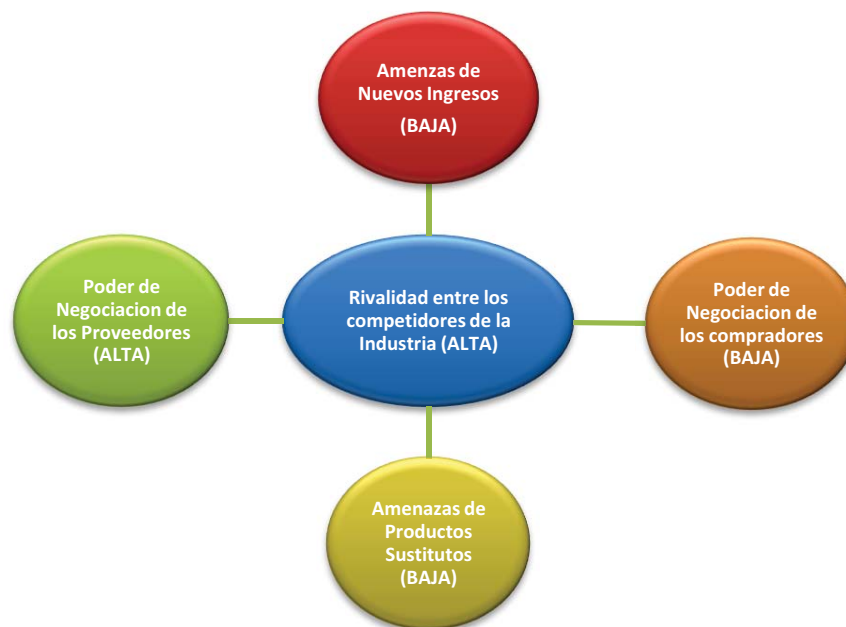 Amenzas de
Nuevos Ingresos
(BAJA)
Poder de
Negociacion de
los Proveedores
(ALTA)
Rivalidad entre los
competidores de la
Industria (ALTA)
Poder de
Negociacion de
los compradores
(BAJA)
Amenazas de
Productos
Sustitutos
(BAJA)